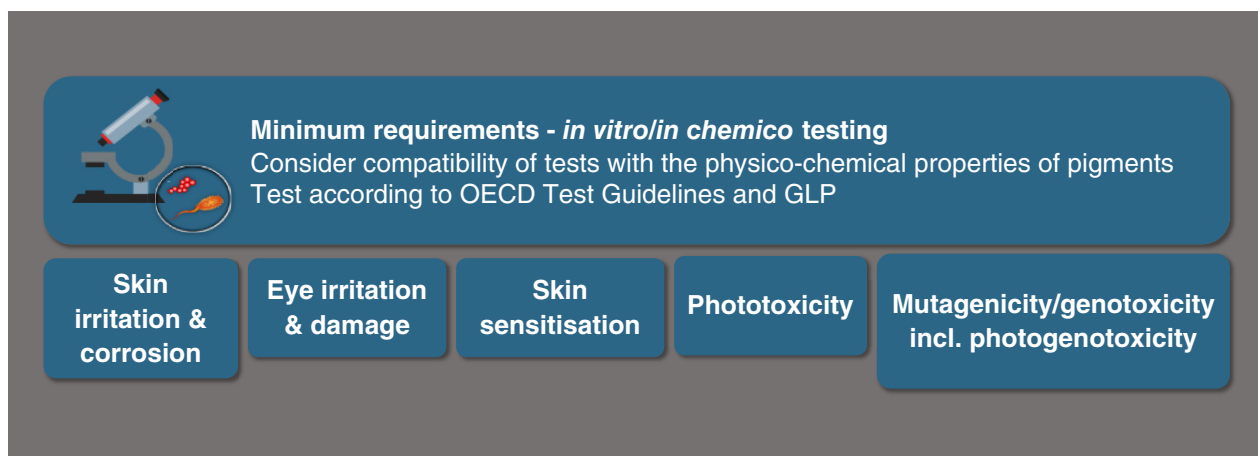 Minimum requirements - in vitro/in chemico testing
Consider compatibility of tests with the physico-chemical properties of pigments
Test according to OECD Test Guidelines and GLP
Skin
irritation &
corrosion
Eye irritation
& damage
Skin
sensitisation
Phototoxicity
Mutagenicity/genotoxicity
incl. photogenotoxicity